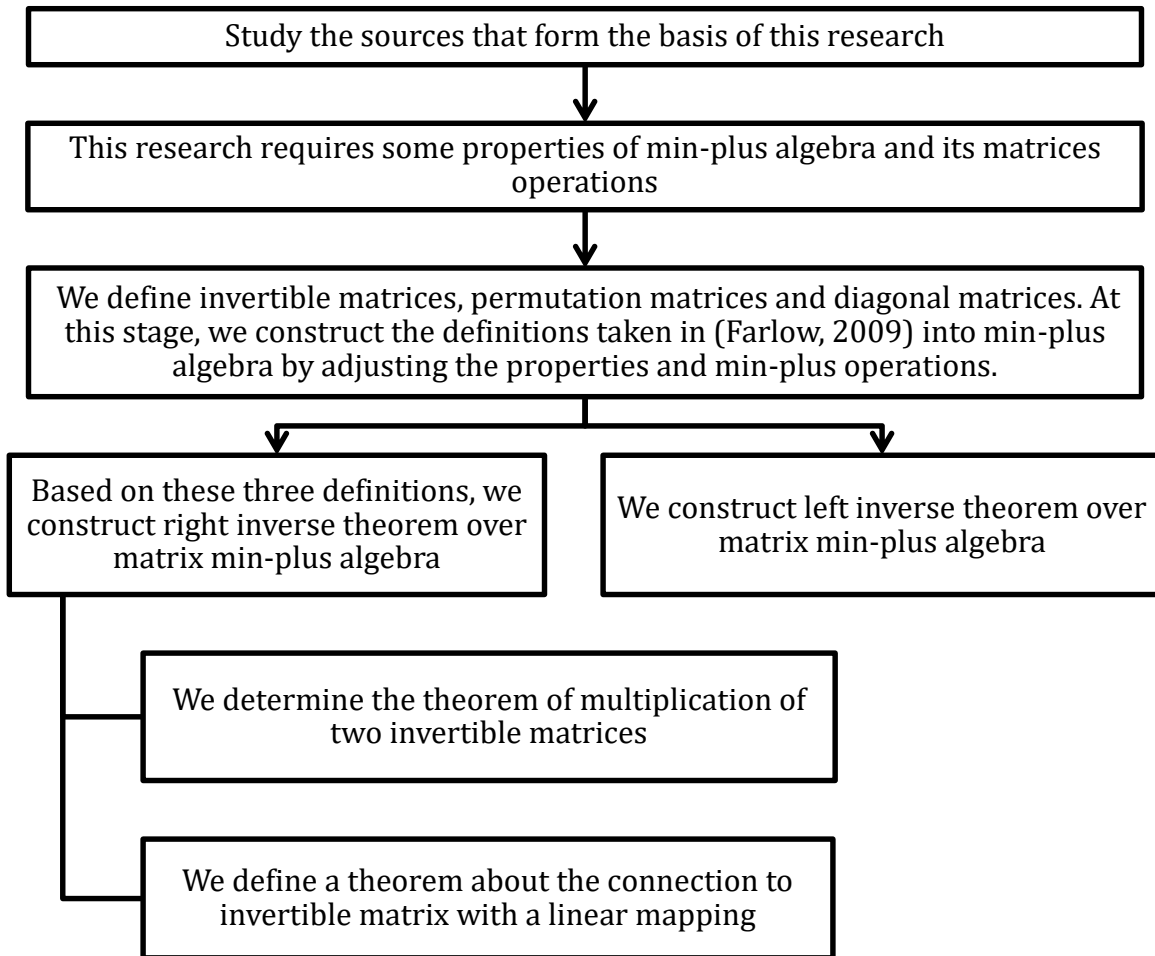 Study the sources that form the basis of this research
This research requires some properties of min-plus algebra and its matrices
operations
We define invertible matrices, permutation matrices and diagonal matrices. At
this stage, we construct the definitions taken in (Farlow, 2009) into min-plus
algebra by adjusting the properties and min-plus operations.
Based on these three definitions, we
construct right inverse theorem over
matrix min-plus algebra
We construct left inverse theorem over
matrix min-plus algebra
We determine the theorem of multiplication of
two invertible matrices
We define a theorem about the connection to
invertible matrix with a linear mapping